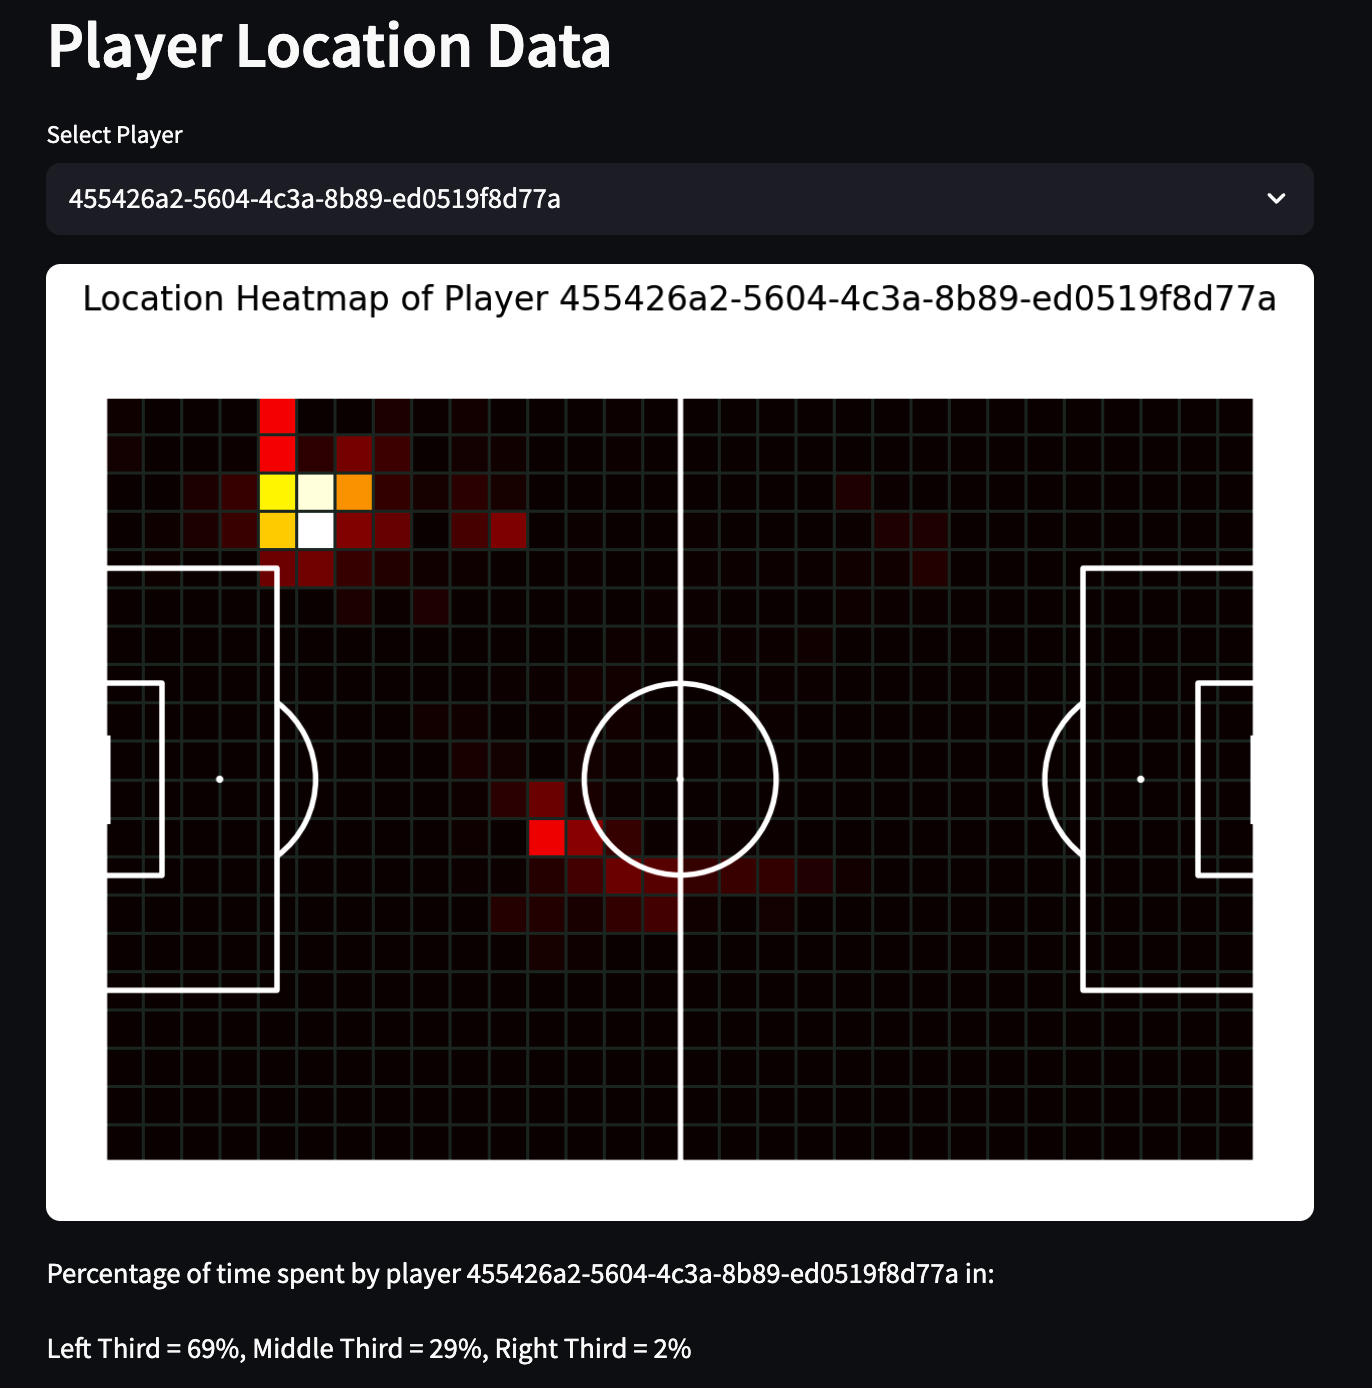 Player Location Data
Select Player
455426a2-5604-4c3a-8b89-ed0519f8d77a
Location Heatmap of Player 455426a2-5604-4c3a-8b89-ed0519f8d77a
Percentage of time spent by player 455426a2-5604-4c3a-8b89-ed0519f8d77a in:
Left Third = 69%, Middle Third = 29%, Right Third = 2%